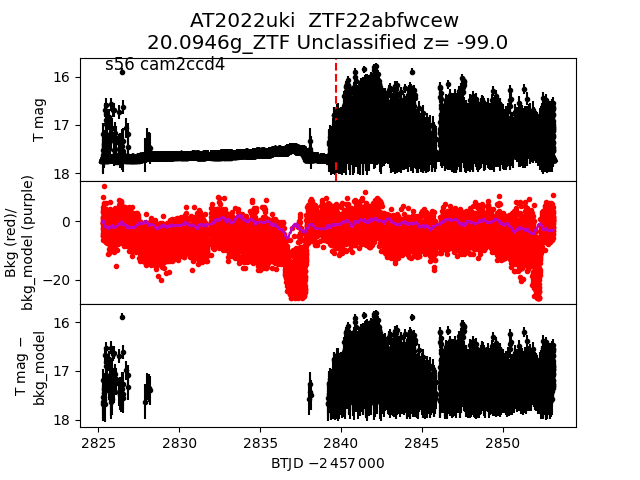 AT2022uki ZTF22abfwcew
20.0946g_ZTF Unclassified z= -99.0
s56 cam2ccd4
16
17
18
T mag
0
−20
Bkg (red)/
bkg_model (purple)
16
17
18
T mag −
bkg_model
2825 2830 2835 2840 2845 2850
BTJD −2 457 000